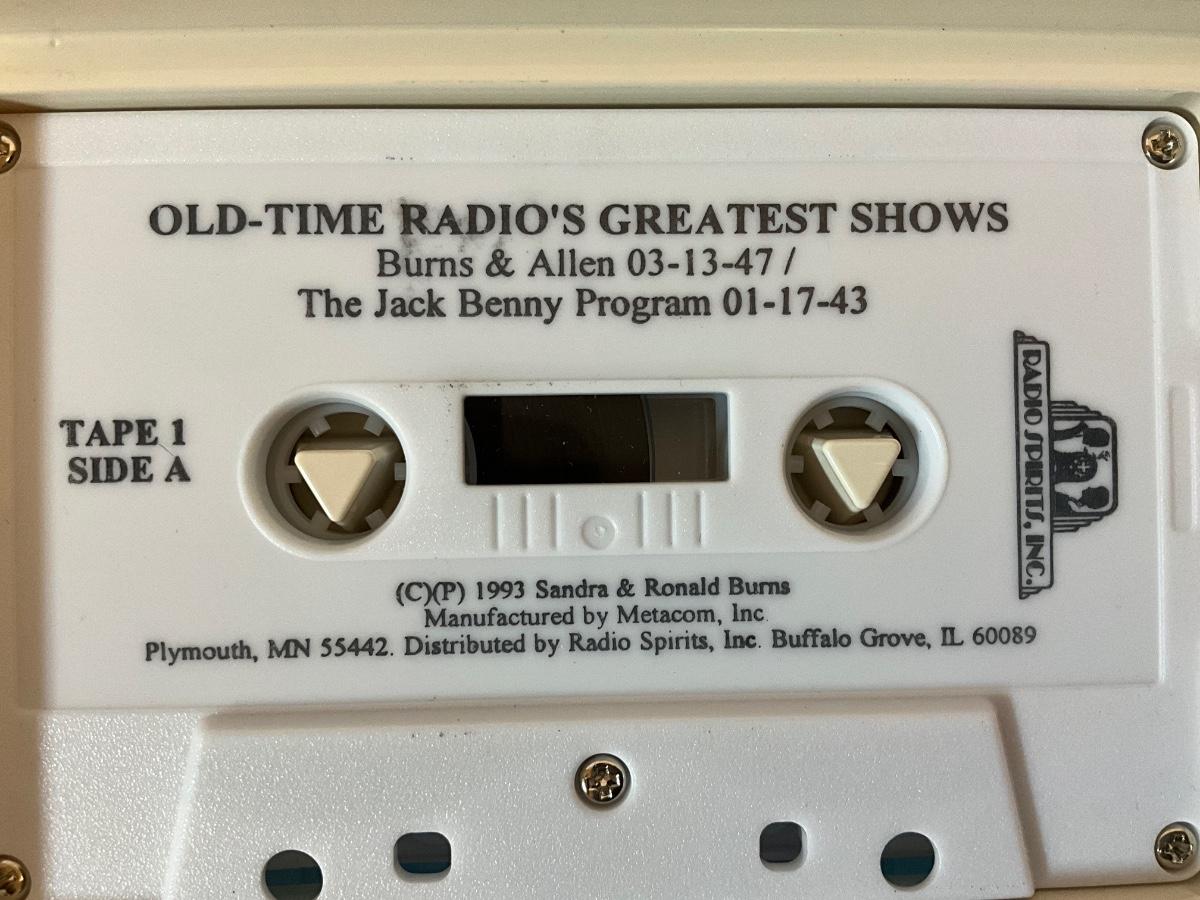 OLD-TIME RADIO'S GREATEST SHOWS
Burns & Allen 03-13-47 /
The Jack Benny Program 01-17-43
TAPE 1
SIDE A
RADIO SPIRITS, INC.
(C)(P) 1993 Sandra & Ronald Burns
Manufactured by Metacom, Inc.
Plymouth, MN 55442. Distributed by Radio Spirits, Inc. Buffalo Grove, IL 60089